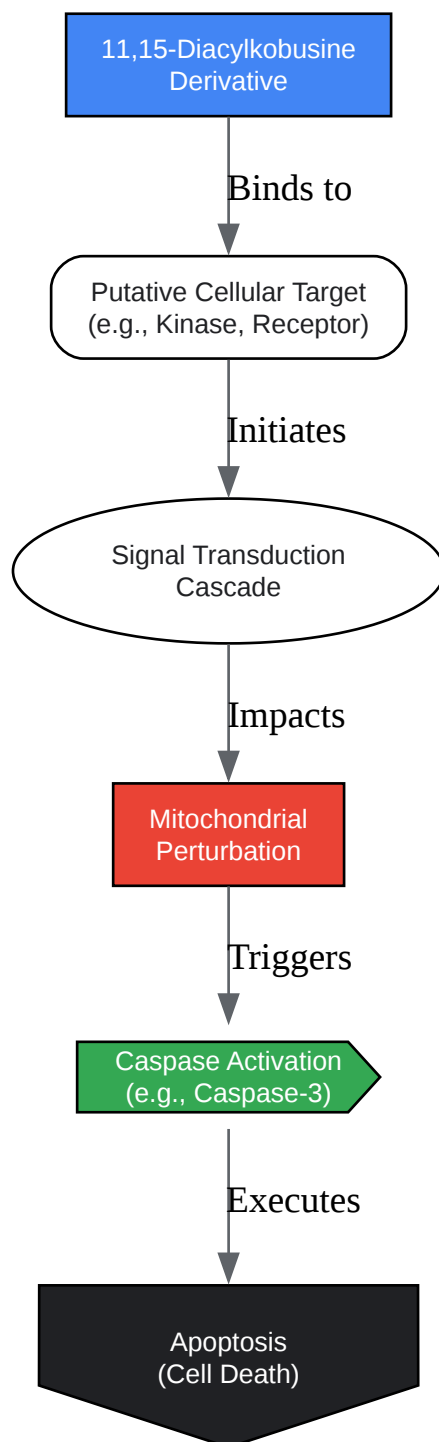 11,15-Diacylkobusine
Derivative
Binds to
Putative Cellular Target
(e.g., Kinase, Receptor)
Initiates
Signal Transduction
Cascade
Impacts
Mitochondrial
Perturbation
Triggers
Caspase Activation
(e.g., Caspase-3)
Executes
Apoptosis
(Cell Death)